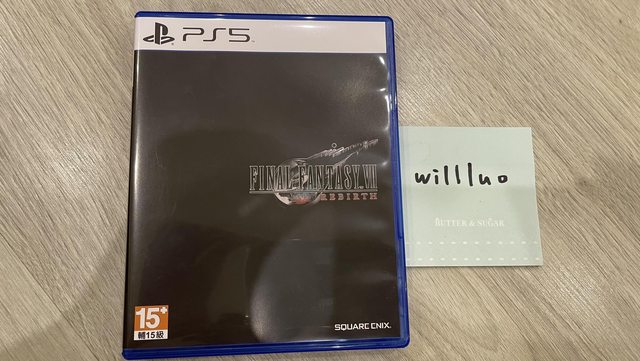 PS5
FINAL FANTASY VII
REBIRTH
15+
輔15級
SQUARE ENIX.
willluo
BUTTER & SUGAR